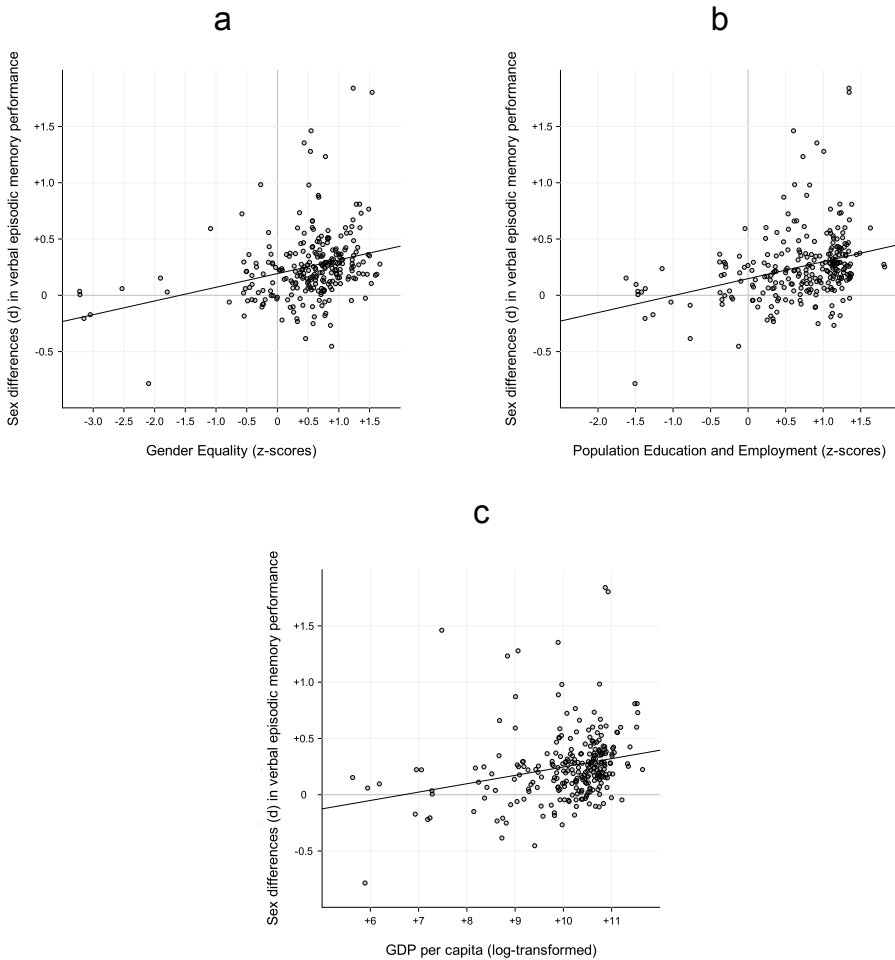 a
Sex differences (d) in verbal episodic memory performance
+1.5
+1.0
+0.5
0
-0.5
-3.0 -2.5 -2.0 -1.5 -1.0 -0.5 0 +0.5 +1.0 +1.5
Gender Equality (z-scores)
b
Sex differences (d) in verbal episodic memory performance
+1.5
+1.0
+0.5
0
-0.5
-2.0 -1.5 -1.0 -0.5 0 +0.5 +1.0 +1.5
Population Education and Employment (z-scores)
c
Sex differences (d) in verbal episodic memory performance
+1.5
+1.0
+0.5
0
-0.5
+6 +7 +8 +9 +10 +11
GDP per capita (log-transformed)